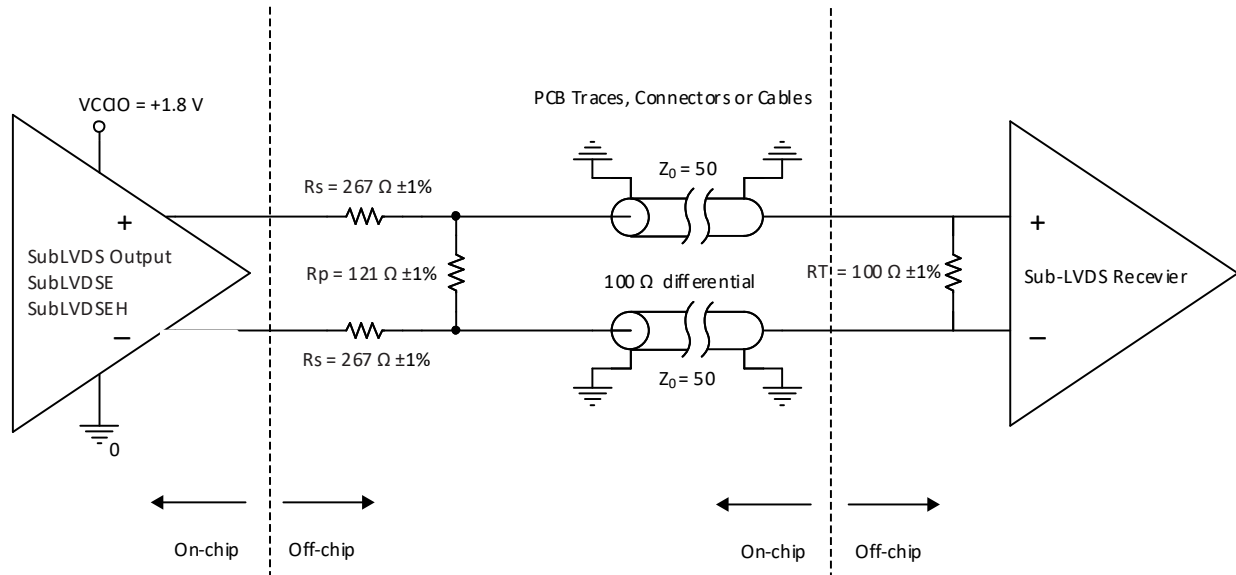 VCCIO = +1.8 V
PCB Traces, Connectors or Cables
Z0 = 50
Rs = 267 Ω ±1%
+
+
SubLVDS Output
SubLVDSE
SubLVDSEH
Rp = 121 Ω ±1%
100 Ω differential
RT = 100 Ω ±1%
Sub-LVDS Recevier
−
−
Rs = 267 Ω ±1%
Z0 = 50
0
On-chip
Off-chip
On-chip
Off-chip